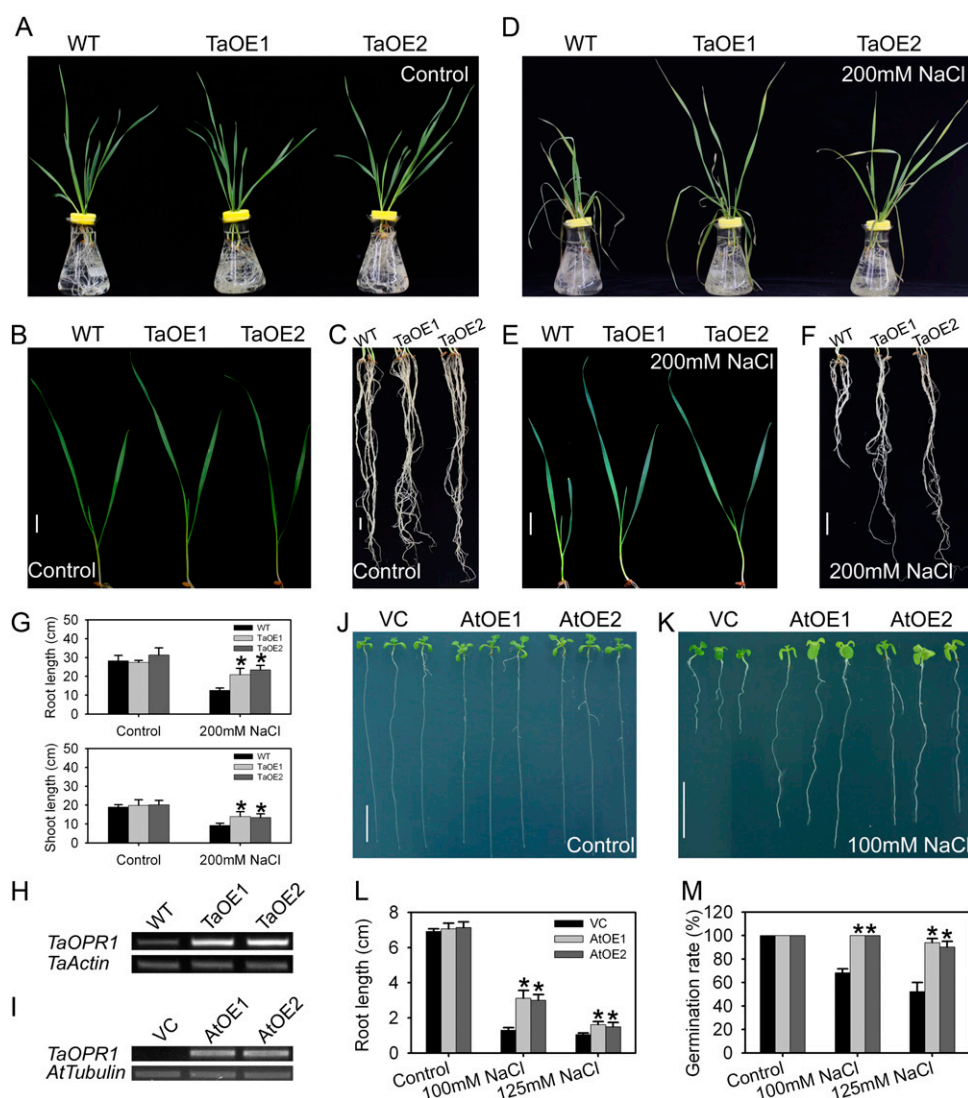 A
WT TaOE1 TaOE2
Control
D
WT TaOE1 TaOE2
200mM NaCl
B
WT TaOE1 TaOE2
Control
C
WT TaOE1 TaOE2
Control
E
WT TaOE1 TaOE2
200mM NaCl
F
WT TaOE1 TaOE2
200mM NaCl
G
Root length (cm)
50
40
30
20
10
0
WT
TaOE1
TaOE2
* *
Control 200mM NaCl
Shoot length (cm)
50
40
30
20
10
0
WT
TaOE1
TaOE2
* *
Control 200mM NaCl
H
WT TaOE1 TaOE2
TaOPR1
TaActin
I
VC AtOE1 AtOE2
TaOPR1
AtTubulin
J
VC AtOE1 AtOE2
Control
K
VC AtOE1 AtOE2
100mM NaCl
L
Root length (cm)
8
6
4
2
0
VC
AtOE1
AtOE2
* *
* *
Control 100mM NaCl 125mM NaCl
M
Germination rate (%)
120
100
80
60
40
20
0
**
* *
Control 100mM NaCl 125mM NaCl